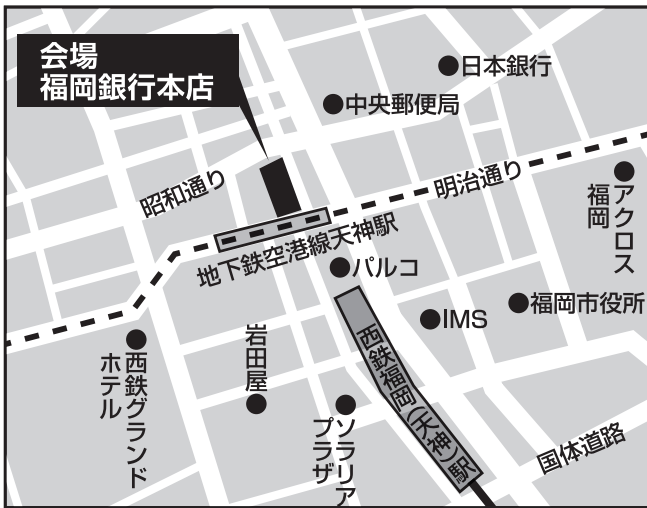 会場
福岡銀行本店
日本銀行
中央郵便局
昭和通り
明治通り
アクロス
福岡
地下鉄空港線天神駅
パルコ
IMS
福岡市役所
西鉄グランド
ホテル
岩田屋
西鉄福岡(天神)駅
ソラリア
プラザ
国体道路